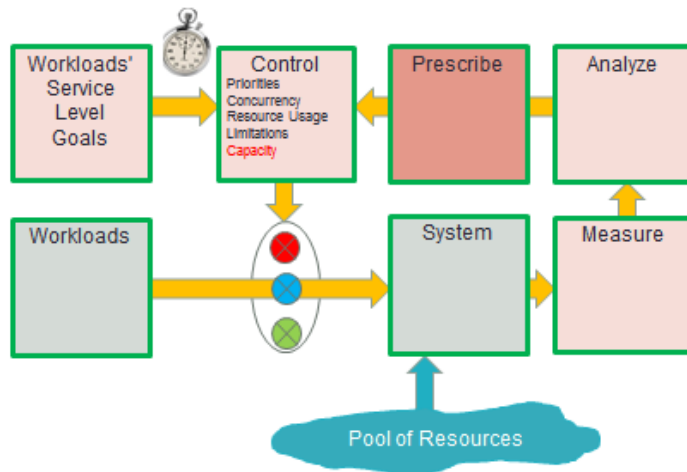 Workloads'
Service
Level
Goals
Control
Priorities
Concurrency
Resource Usage
Limitations
Capacity
Prescribe
Analyze
Workloads
System
Measure
Pool of Resources